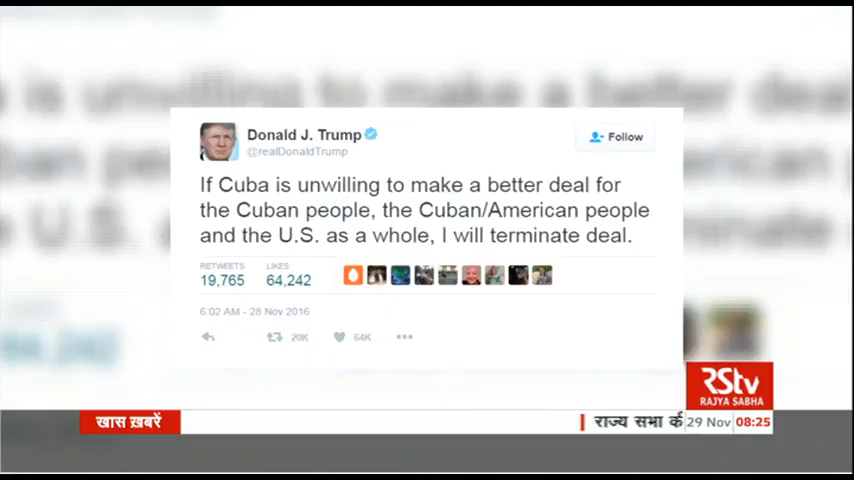 Donald J. Trump
@realDonaldTrump
Follow
If Cuba is unwilling to make a better deal for
the Cuban people, the Cuban/American people
and the U.S. as a whole, I will terminate deal.
RETWEETS LIKES
19,765 64,242
6:02 AM - 28 Nov 2016
20K 64K
RSTV
RAJYA SABHA
खास ख़बरें
राज्य सभा की 29 Nov 08:25